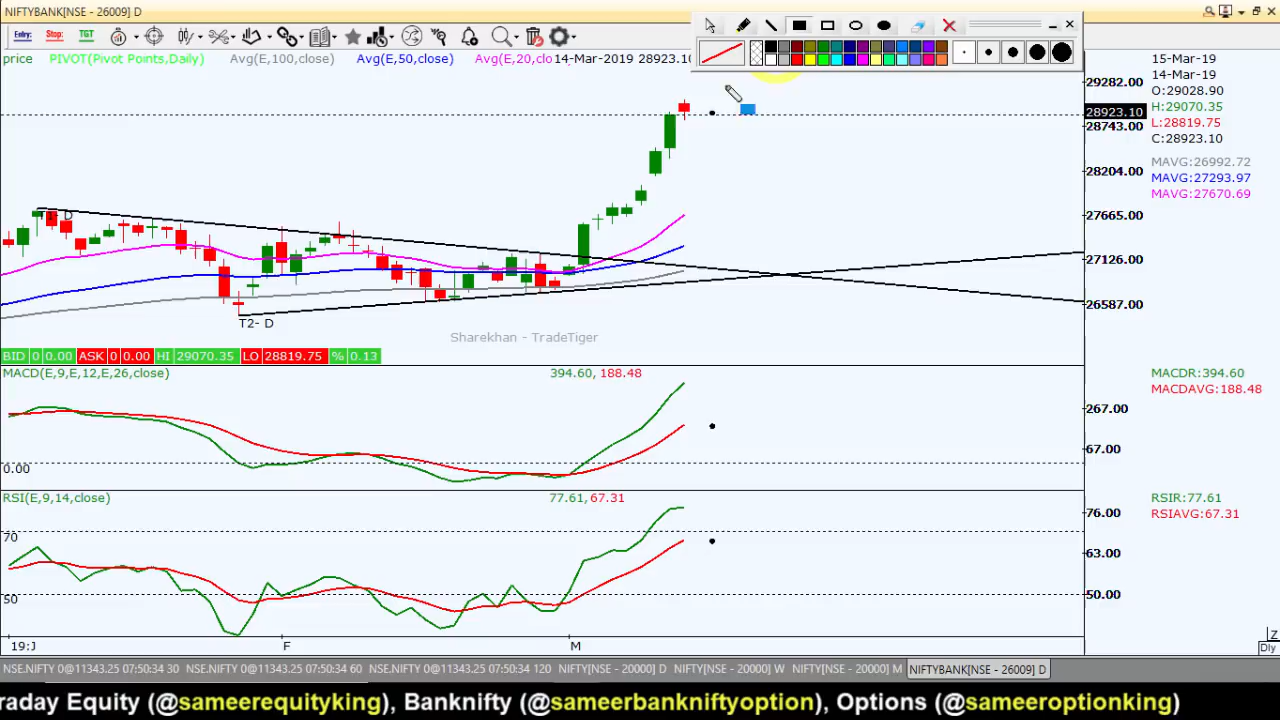 NIFTYBANK[NSE - 26009] D
Entry: Stop: TGT
price PIVOT(Pivot Points,Daily) Avg(E,100,close) Avg(E,50,close) Avg(E,20,clo 14-Mar-2019 28923.10
15-Mar-19
14-Mar-19
O:29028.90
H:29070.35
L:28819.75
C:28923.10
MAVG:26992.72
MAVG:27293.97
MAVG:27670.69
29282.00
28923.10
28743.00
28204.00
27665.00
27126.00
26587.00
T1- D
T2- D
Sharekhan - TradeTiger
BID 0 0.00 ASK 0 0.00 HI 29070.35 LO 28819.75 % 0.13
MACD(E,9,E,12,E,26,close) 394.60, 188.48
MACDR:394.60
MACDAVG:188.48
267.00
67.00
0.00
RSI(E,9,14,close) 77.61, 67.31
RSIR:77.61
RSIAVG:67.31
76.00
70
63.00
50 50.00
19:J F M
Z
Dly
NSE.NIFTY 0@11343.25 07:50:34 30 NSE.NIFTY 0@11343.25 07:50:34 60 NSE.NIFTY 0@11343.25 07:50:34 120 NIFTY[NSE - 20000] D NIFTY[NSE - 20000] W NIFTY[NSE - 20000] M NIFTYBANK[NSE - 26009] D
raday Equity (@sameerequityking), Banknifty (@sameerbankniftyoption), Options (@sameeroptionking)